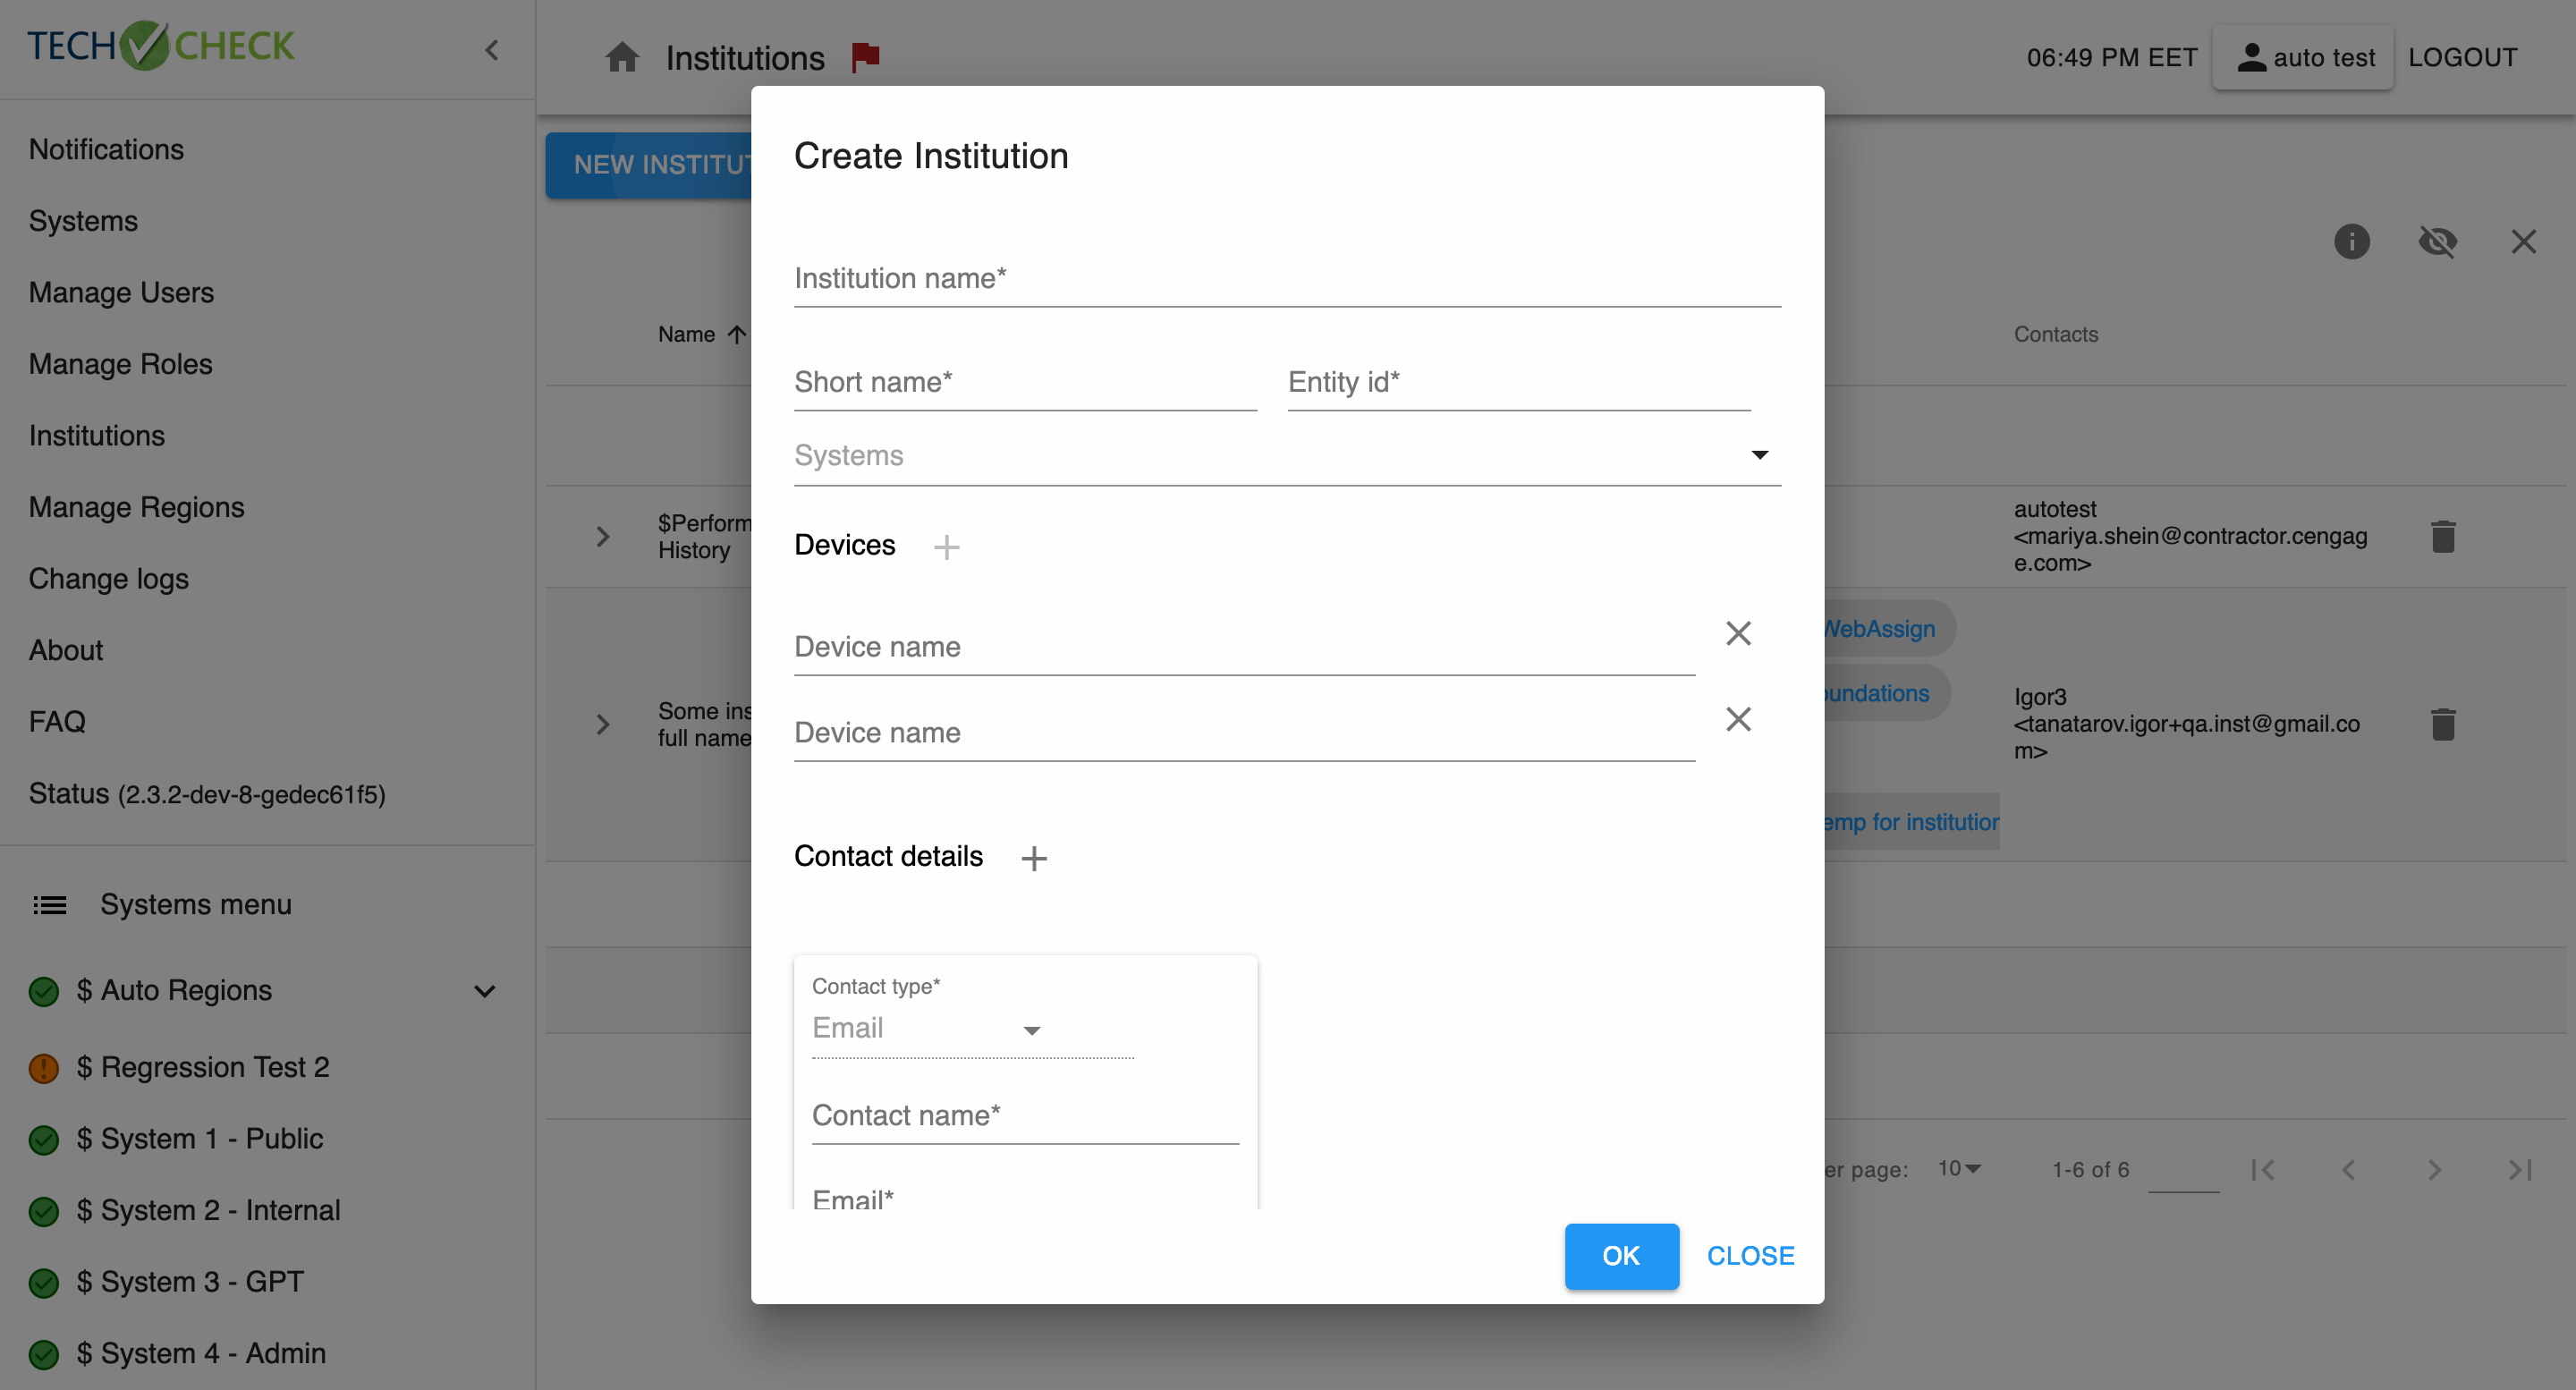 TECH CHECK
Notifications
Systems
Manage Users
Manage Roles
Institutions
Manage Regions
Change logs
About
FAQ
Status (2.3.2-dev-8-gedec61f5)
Systems menu
$ Auto Regions
$ Regression Test 2
$ System 1 - Public
$ System 2 - Internal
$ System 3 - GPT
$ System 4 - Admin
Institutions
06:49 PM EET
auto test
LOGOUT
NEW INSTITUT
Name
Contacts
$Perform
History
autotest
<mariya.shein@contractor.cengag
e.com>
Some ins
full name
WebAssign
oundations
emp for institution
Igor3
<tanatarov.igor+qa.inst@gmail.co
m>
er page:
10
1-6 of 6
Create Institution
Institution name*
Short name*
Entity id*
Systems
Devices
Device name
Device name
Contact details
Contact type*
Email
Contact name*
Email*
OK
CLOSE